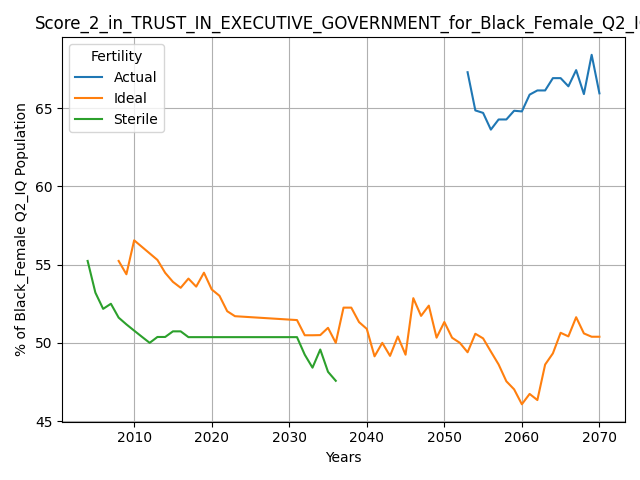 Score_2_in_TRUST_IN_EXECUTIVE_GOVERNMENT_for_Black_Female_Q2_I
Fertility
Actual
Ideal
Sterile
% of Black_Female Q2_IQ Population
65
60
55
50
45
2010 2020 2030 2040 2050 2060 2070
Years